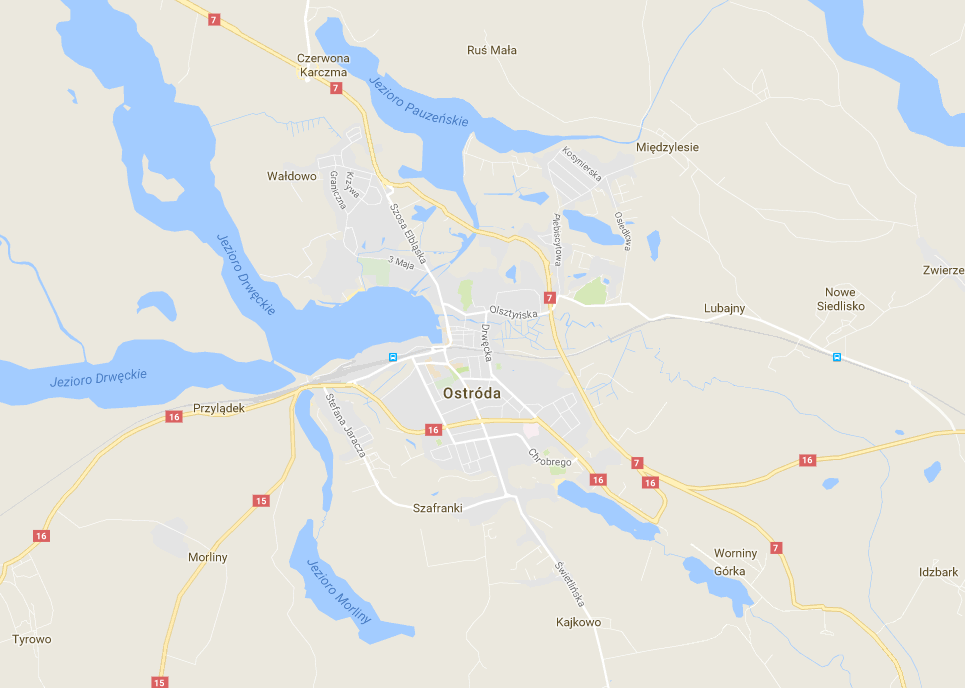 7
Ruś Mała
Czerwona
Karczma
7
Jezioro Pauzeńskie
Międzylesie
Kosynierska
Wałdowo
Graniczna
Krzywa
Szosa Elbląska
Plebiscytowa
Osiedlowa
3 Maja
Jezioro Drwęckie
Zwierze
Nowe
Siedlisko
7
Lubajny
Olsztyńska
Drwęcka
Jezioro Drwęckie
Ostróda
Przylądek
16
Stefana Jaracza
16
Chrobrego
7
16
16
16
15
Szafranki
16
7
Morliny
Worniny
Górka
Jezioro Morliny
Świetlińska
Idzbark
Kajkowo
Tyrowo
15